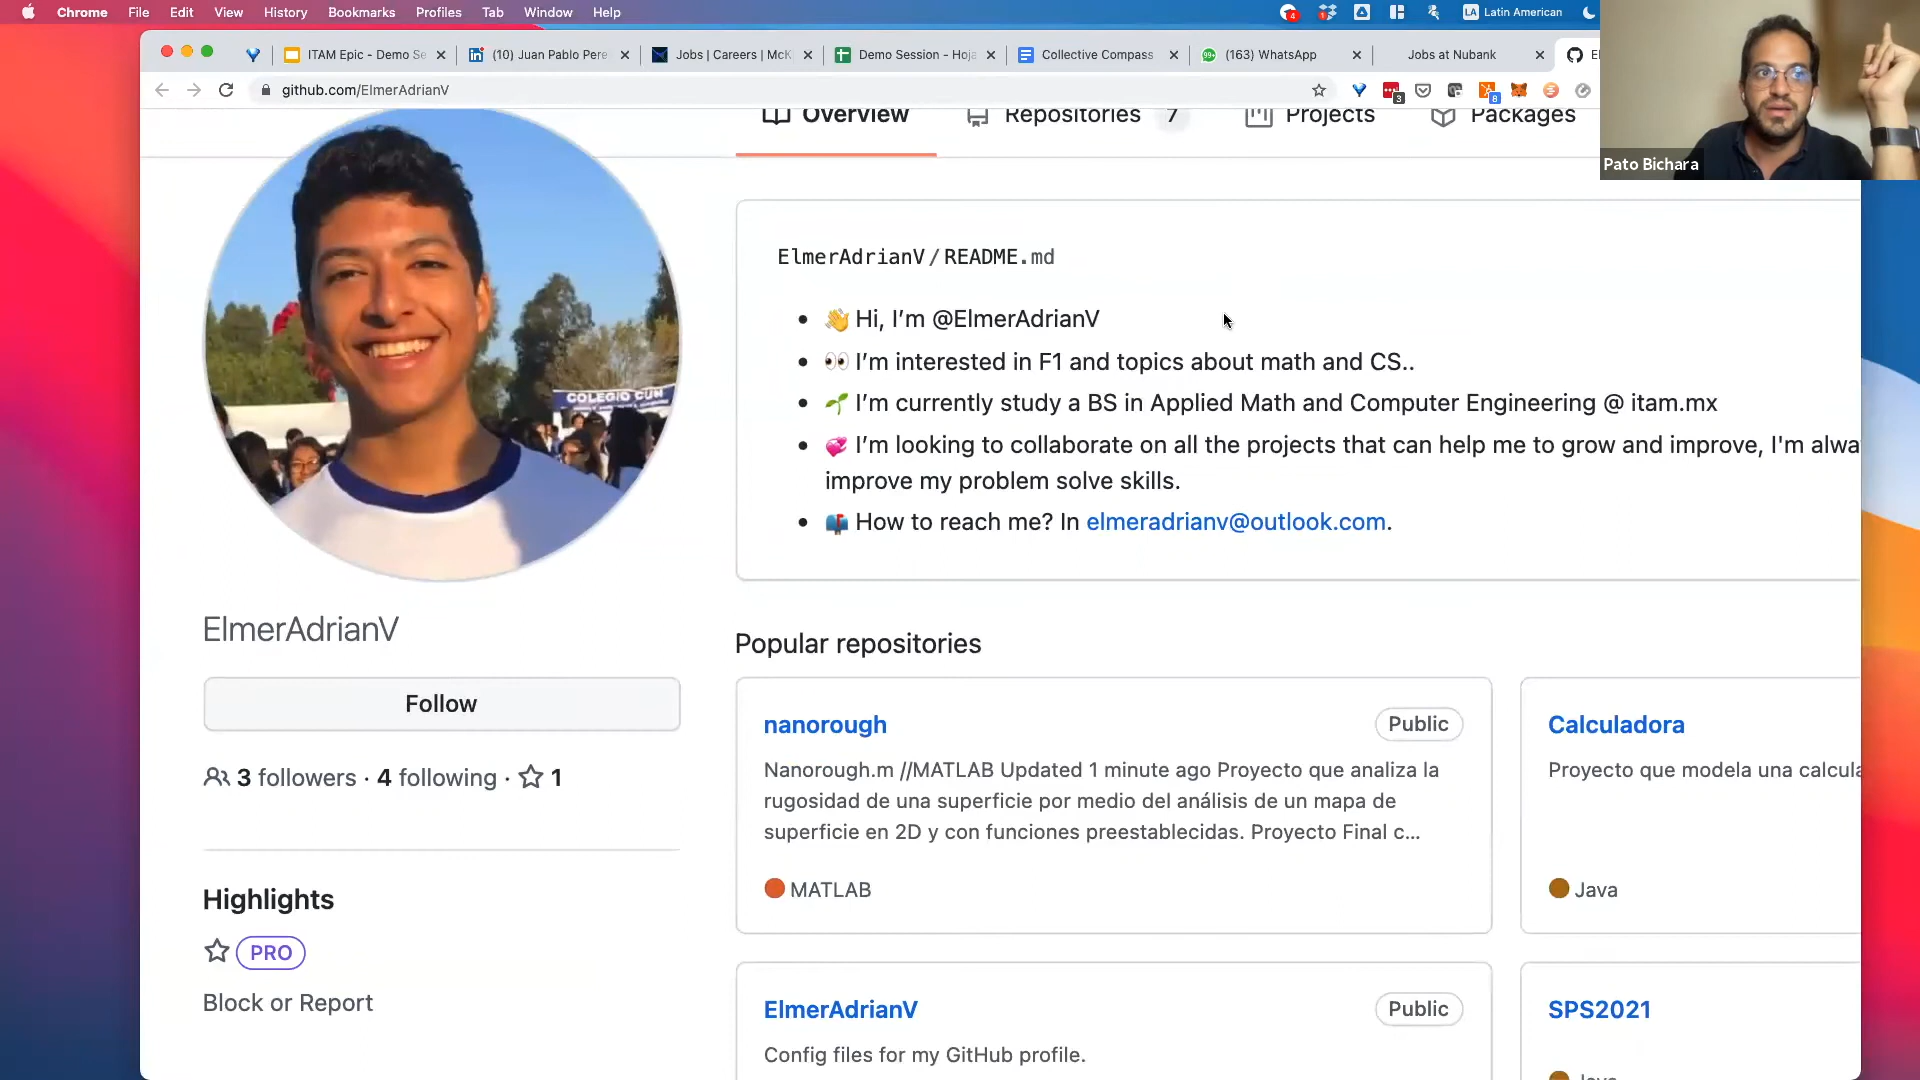 Chrome File Edit View History Bookmarks Profiles Tab Window Help
4 1 LA Latin American
ITAM Epic - Demo Se
(10) Juan Pablo Pere
Jobs | Careers | McK
Demo Session - Hoja
Collective Compass
99+ (163) WhatsApp
Jobs at Nubank
github.com/ElmerAdrianV
3 8
Pato Bichara
Overview Repositories 7 Projects Packages
COLEGIO CUM
ElmerAdrianV/README.md
👋 Hi, I’m @ElmerAdrianV
👀 I’m interested in F1 and topics about math and CS..
🌱 I’m currently study a BS in Applied Math and Computer Engineering @ itam.mx
💞️ I’m looking to collaborate on all the projects that can help me to grow and improve, I'm alwa
improve my problem solve skills.
📫 How to reach me? In elmeradrianv@outlook.com.
ElmerAdrianV
Follow
3 followers · 4 following · 1
Highlights
PRO
Block or Report
Popular repositories
nanorough Public
Nanorough.m //MATLAB Updated 1 minute ago Proyecto que analiza la
rugosidad de una superficie por medio del análisis de un mapa de
superficie en 2D y con funciones preestablecidas. Proyecto Final c...
MATLAB
Calculadora
Proyecto que modela una calcula
Java
ElmerAdrianV Public
Config files for my GitHub profile.
SPS2021